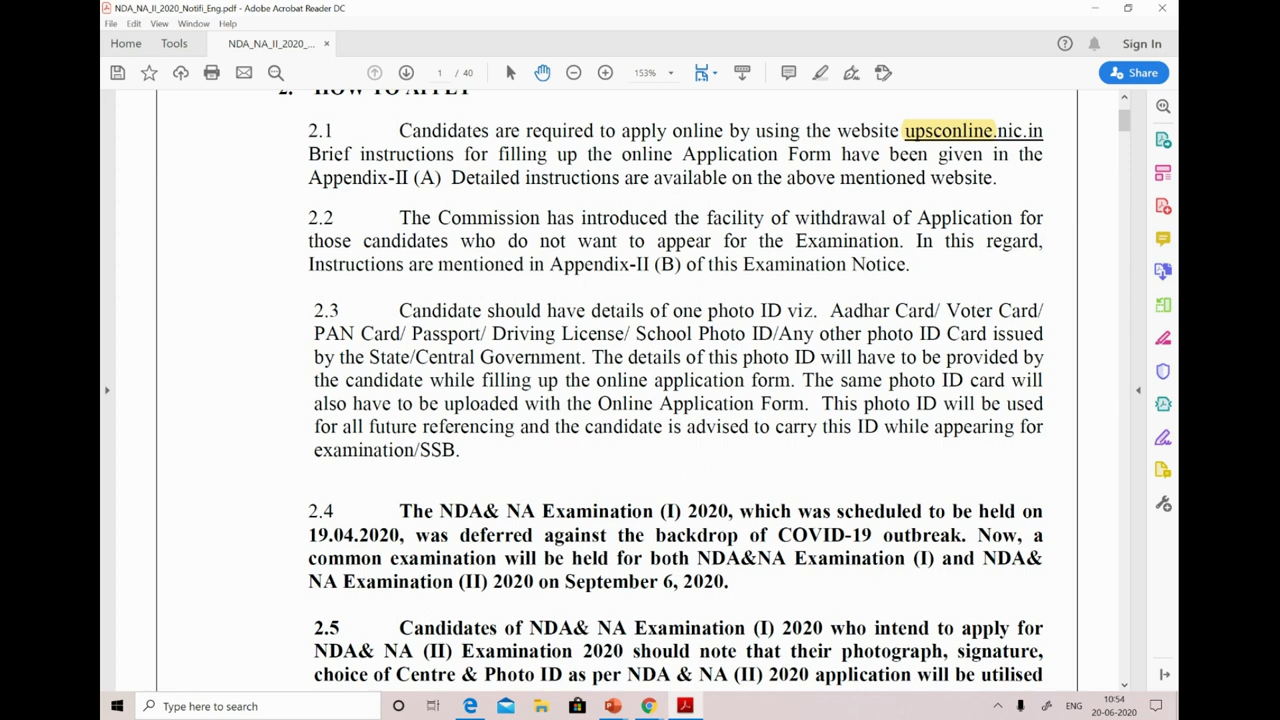 NDA_NA_II_2020_Notifi_Eng.pdf - Adobe Acrobat Reader DC
File Edit View Window Help
Home Tools NDA_NA_II_2020_... × Sign In
1 / 40 153% Share
2. HOW TO APPLY
2.1 Candidates are required to apply online by using the website upsconline.nic.in
Brief instructions for filling up the online Application Form have been given in the
Appendix-II (A) Detailed instructions are available on the above mentioned website.
2.2 The Commission has introduced the facility of withdrawal of Application for
those candidates who do not want to appear for the Examination. In this regard,
Instructions are mentioned in Appendix-II (B) of this Examination Notice.
2.3 Candidate should have details of one photo ID viz. Aadhar Card/ Voter Card/
PAN Card/ Passport/ Driving License/ School Photo ID/Any other photo ID Card issued
by the State/Central Government. The details of this photo ID will have to be provided by
the candidate while filling up the online application form. The same photo ID card will
also have to be uploaded with the Online Application Form. This photo ID will be used
for all future referencing and the candidate is advised to carry this ID while appearing for
examination/SSB.
2.4 The NDA& NA Examination (I) 2020, which was scheduled to be held on
19.04.2020, was deferred against the backdrop of COVID-19 outbreak. Now, a
common examination will be held for both NDA&NA Examination (I) and NDA&
NA Examination (II) 2020 on September 6, 2020.
2.5 Candidates of NDA& NA Examination (I) 2020 who intend to apply for
NDA& NA (II) Examination 2020 should note that their photograph, signature,
choice of Centre & Photo ID as per NDA & NA (II) 2020 application will be utilised
Type here to search ENG 10:54
20-06-2020